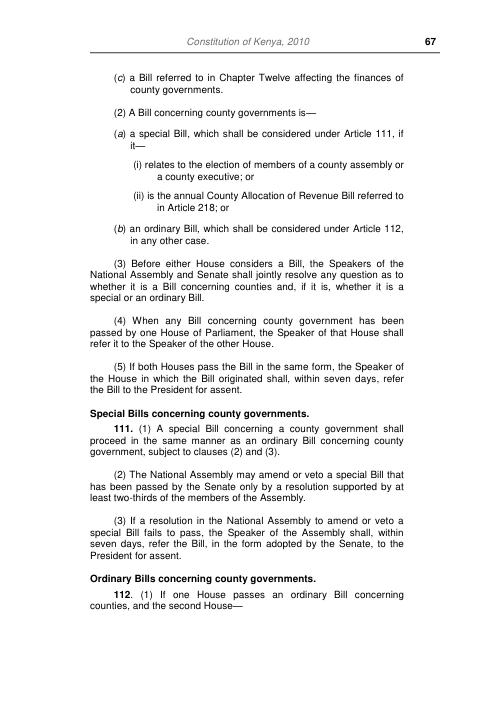 Constitution of Kenya, 2010 67
(c) a Bill referred to in Chapter Twelve affecting the finances of
county governments.
(2) A Bill concerning county governments is—
(a) a special Bill, which shall be considered under Article 111, if
it—
(i) relates to the election of members of a county assembly or
a county executive; or
(ii) is the annual County Allocation of Revenue Bill referred to
in Article 218; or
(b) an ordinary Bill, which shall be considered under Article 112,
in any other case.
(3) Before either House considers a Bill, the Speakers of the
National Assembly and Senate shall jointly resolve any question as to
whether it is a Bill concerning counties and, if it is, whether it is a
special or an ordinary Bill.
(4) When any Bill concerning county government has been
passed by one House of Parliament, the Speaker of that House shall
refer it to the Speaker of the other House.
(5) If both Houses pass the Bill in the same form, the Speaker of
the House in which the Bill originated shall, within seven days, refer
the Bill to the President for assent.
Special Bills concerning county governments.
111. (1) A special Bill concerning a county government shall
proceed in the same manner as an ordinary Bill concerning county
government, subject to clauses (2) and (3).
(2) The National Assembly may amend or veto a special Bill that
has been passed by the Senate only by a resolution supported by at
least two-thirds of the members of the Assembly.
(3) If a resolution in the National Assembly to amend or veto a
special Bill fails to pass, the Speaker of the Assembly shall, within
seven days, refer the Bill, in the form adopted by the Senate, to the
President for assent.
Ordinary Bills concerning county governments.
112. (1) If one House passes an ordinary Bill concerning
counties, and the second House—